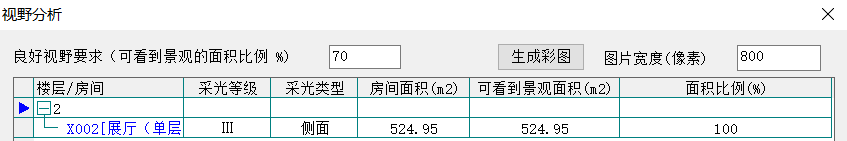 视野分析
良好视野要求（可看到景观的面积比例 %） 70 生成彩图 图片宽度(像素) 800
楼层/房间 采光等级 采光类型 房间面积(m2) 可看到景观面积(m2) 面积比例(%)
2
X002[展厅（单层 III 侧面 524.95 524.95 100